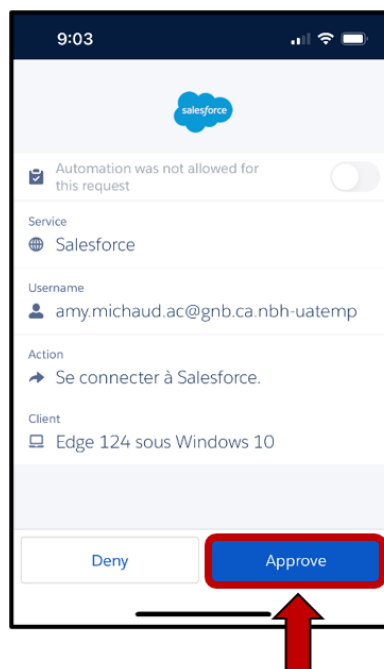 9:03
salesforce
Automation was not allowed for
this request
Service
Salesforce
Username
amy.michaud.ac@gnb.ca.nbh-uatemp
Action
Se connecter à Salesforce.
Client
Edge 124 sous Windows 10
Deny
Approve